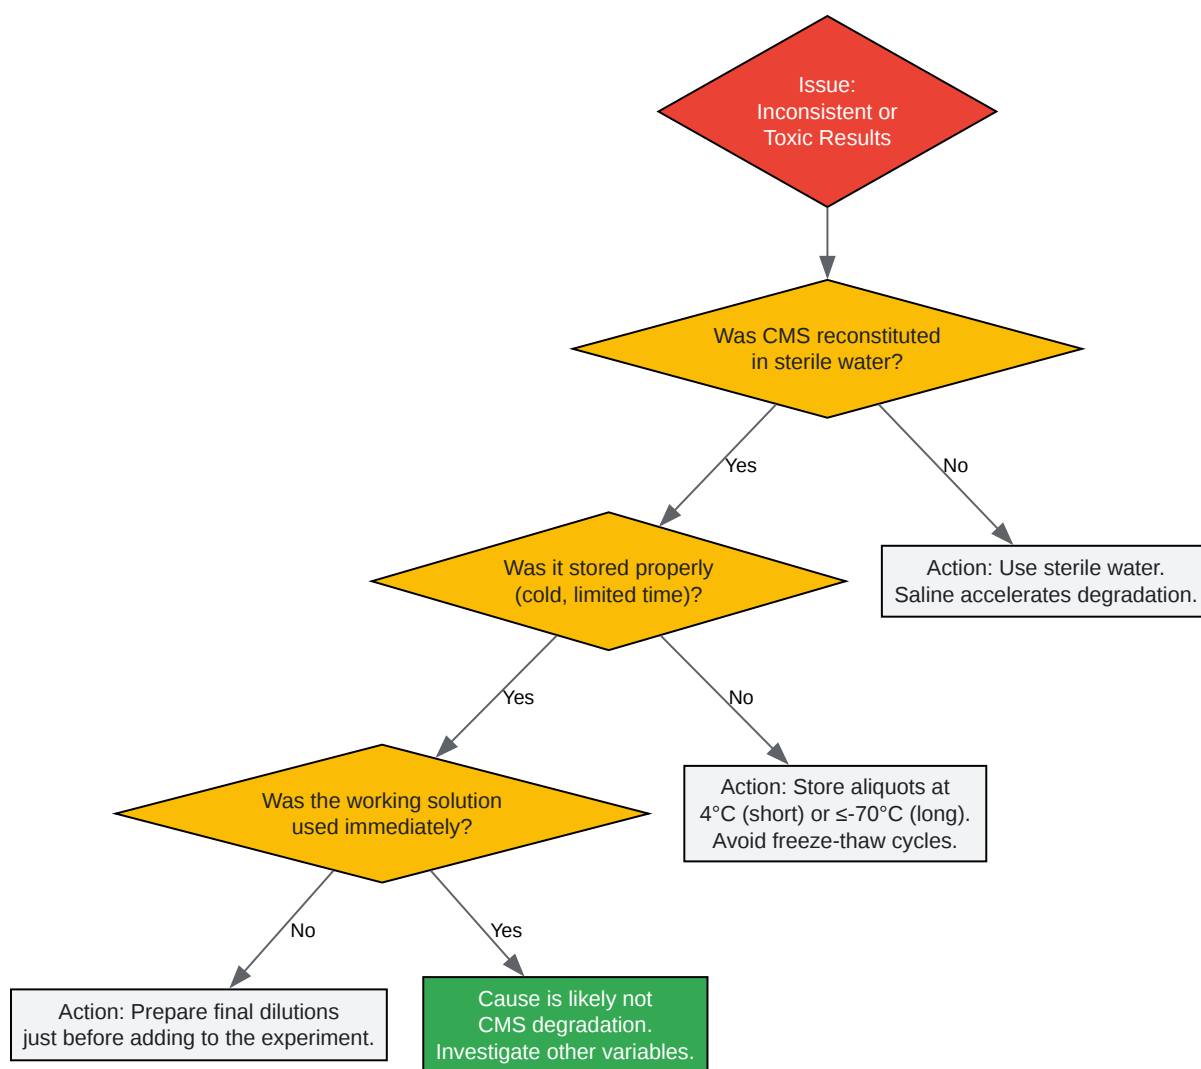 Issue:
Inconsistent or
Toxic Results
Was CMS reconstituted
in sterile water?
Yes
No
Was it stored properly
(cold, limited time)?
Action: Use sterile water.
Saline accelerates degradation.
Yes
No
Was the working solution
used immediately?
Action: Store aliquots at
4°C (short) or ≤-70°C (long).
Avoid freeze-thaw cycles.
No
Yes
Action: Prepare final dilutions
just before adding to the experiment.
Cause is likely not
CMS degradation.
Investigate other variables.